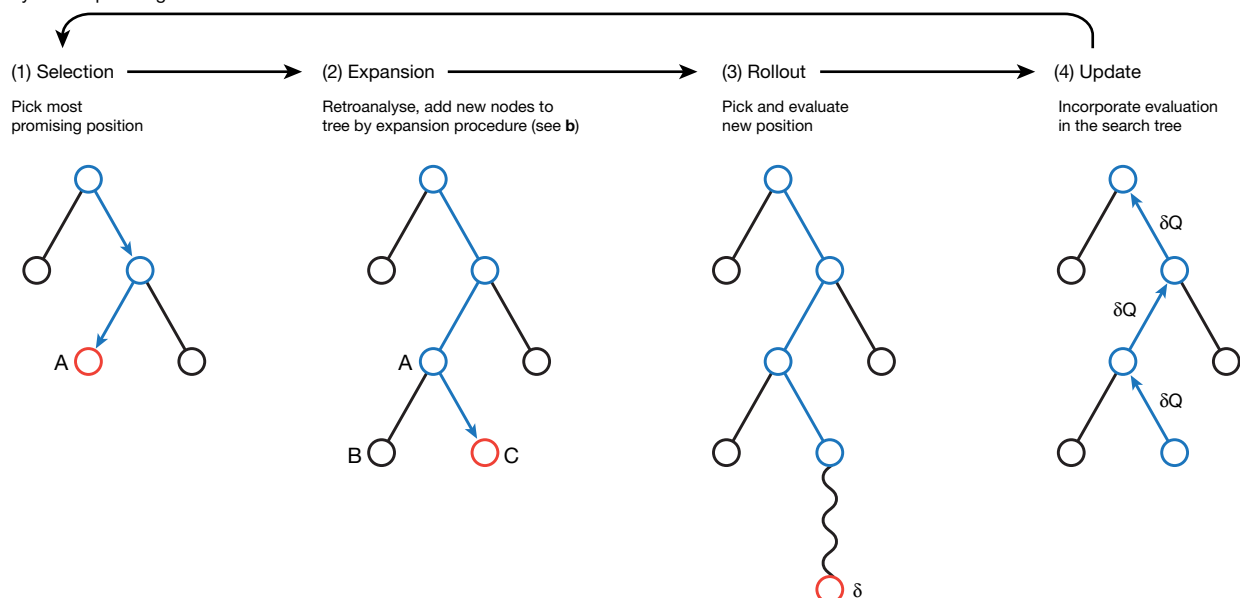 (1) Selection
Pick most
promising position
(2) Expansion
Retroanalyse, add new nodes to
tree by expansion procedure (see b)
(3) Rollout
Pick and evaluate
new position
(4) Update
Incorporate evaluation
in the search tree
A
A
B
C
δ
δQ
δQ
δQ